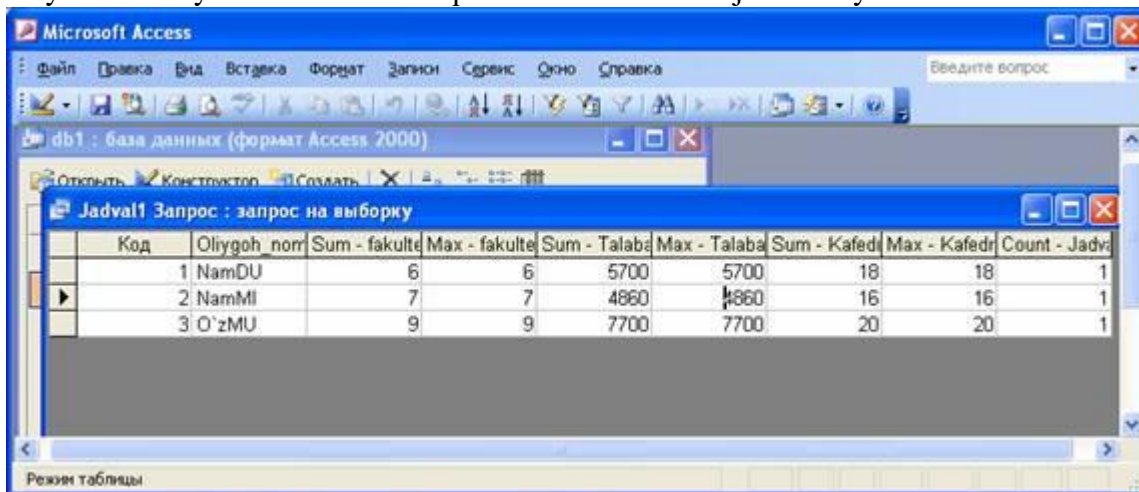 Microsoft Access
Файл Правка Вид Вставка Формат Записи Сервис Окно Справка Введите вопрос
db1 : база данных (формат Access 2000)
Открыть Конструктор Создать
Jadval1 Запрос : запрос на выборку
Код Oliygoh_nom Sum - fakulte Max - fakulte Sum - Talaba Max - Talaba Sum - Kafedr Max - Kafedr Count - Jadva
1 NamDU 6 6 5700 5700 18 18 1
2 NamMI 7 7 4860 4860 16 16 1
3 O`zMU 9 9 7700 7700 20 20 1
Режим таблицы